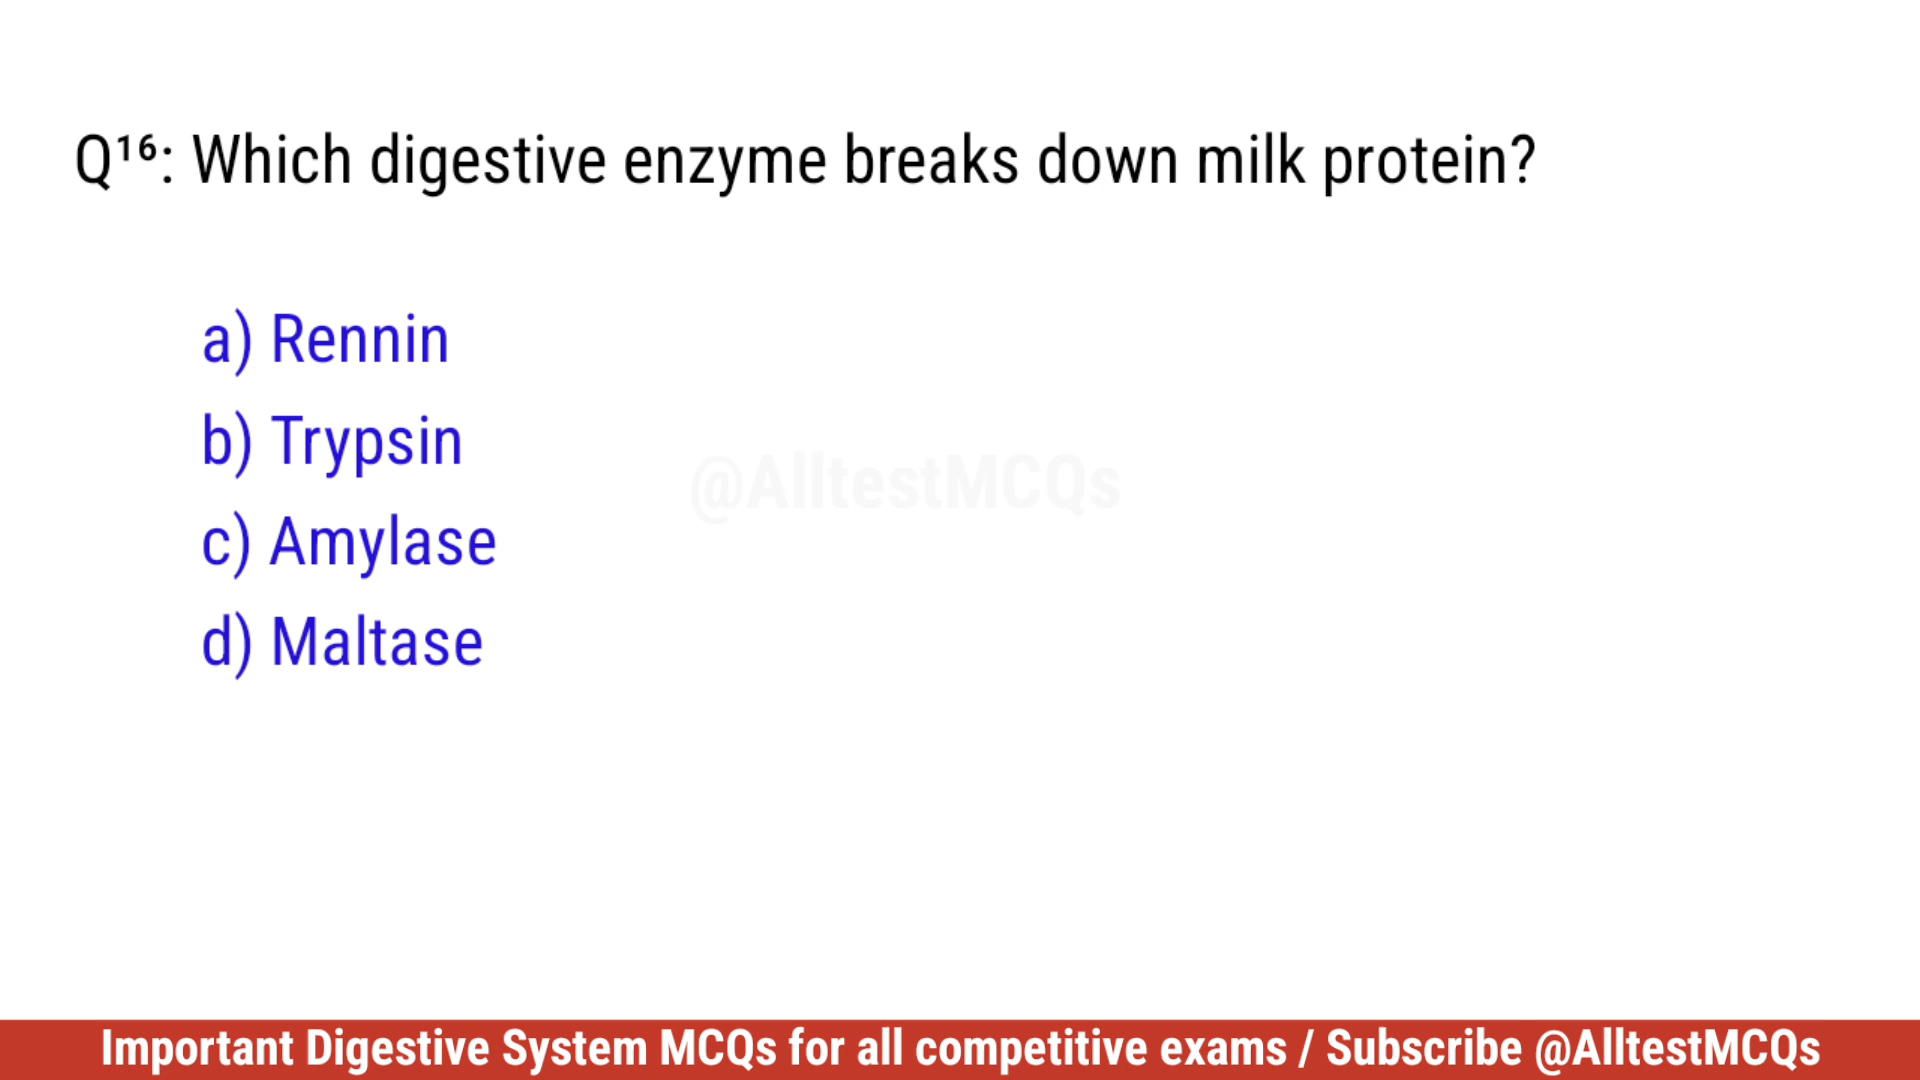 Q¹⁶: Which digestive enzyme breaks down milk protein?
a) Rennin
b) Trypsin
@AlltestMCQs
c) Amylase
d) Maltase
Important Digestive System MCQs for all competitive exams / Subscribe @AlltestMCQs